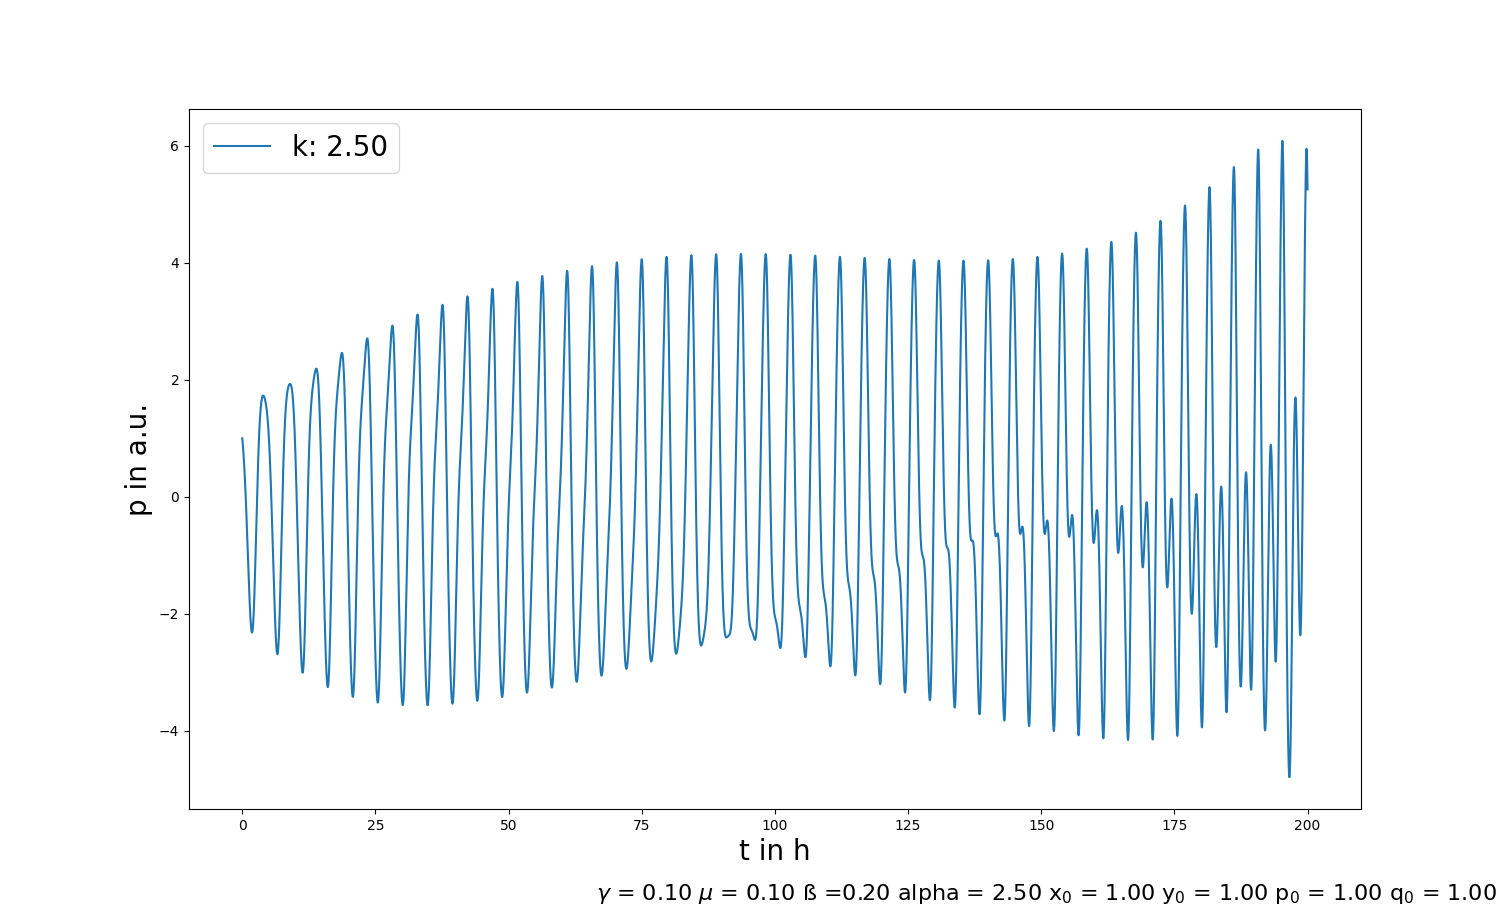 k: 2.50
6
4
2
0
−2
−4
p in a.u.
0 25 50 75 100 125 150 175 200
t in h
γ = 0.10 μ = 0.10 ß =0.20 alpha = 2.50 x₀ = 1.00 y₀ = 1.00 p₀ = 1.00 q₀ = 1.00